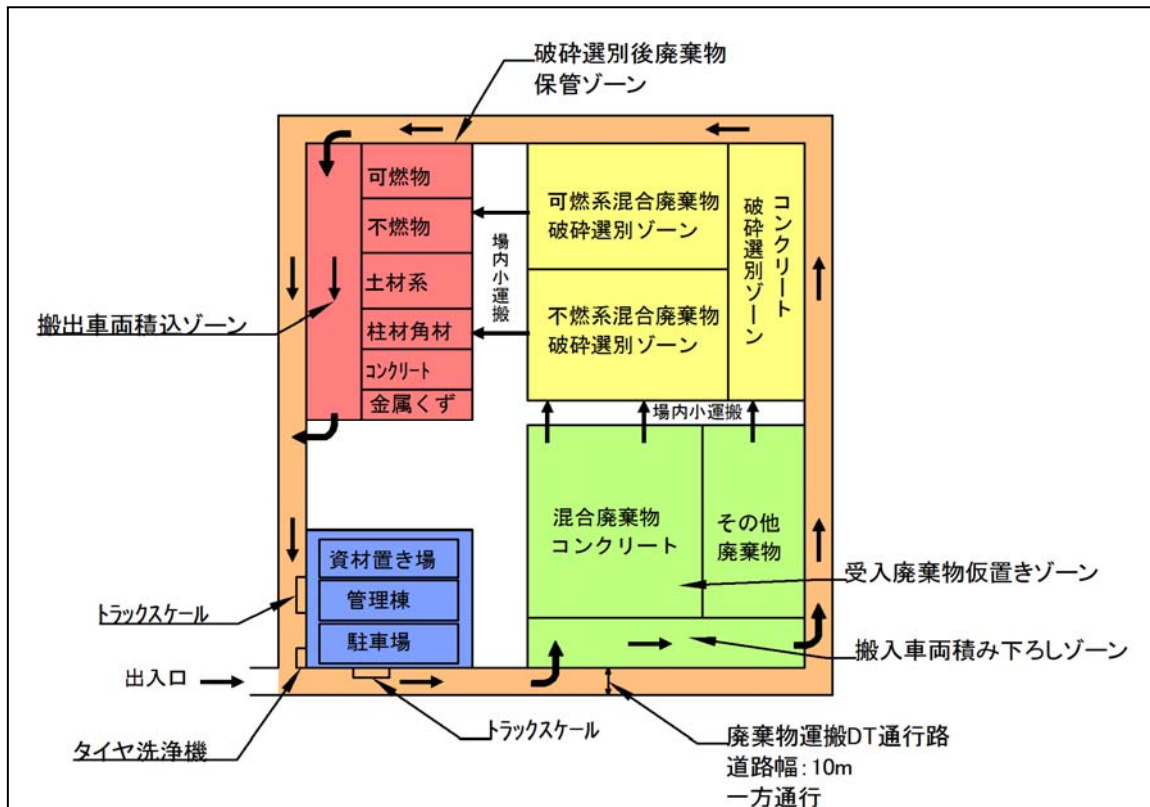 破砕選別後廃棄物
保管ゾーン
可燃物
不燃物
土材系
柱材角材
コンクリート
金属くず
場内小運搬
可燃系混合廃棄物
破砕選別ゾーン
不燃系混合廃棄物
破砕選別ゾーン
コンクリート
破砕選別ゾーン
搬出車両積込ゾーン
場内小運搬
混合廃棄物
コンクリート
その他
廃棄物
受入廃棄物仮置きゾーン
資材置き場
管理棟
駐車場
トラックスケール
搬入車両積み下ろしゾーン
出入口
タイヤ洗浄機
トラックスケール
廃棄物運搬DT通行路
道路幅:10m
一方通行